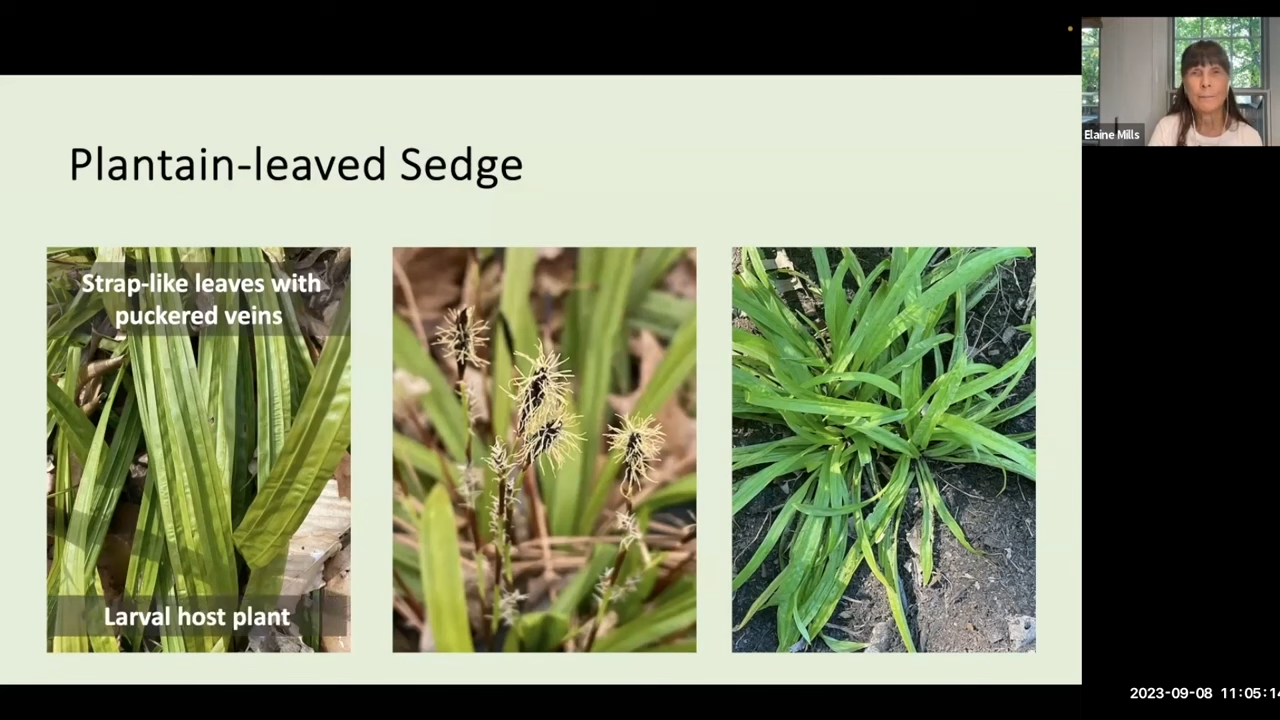 Plantain-leaved Sedge
Strap-like leaves with
puckered veins
Larval host plant
Elaine Mills
2023-09-08 11:05:14